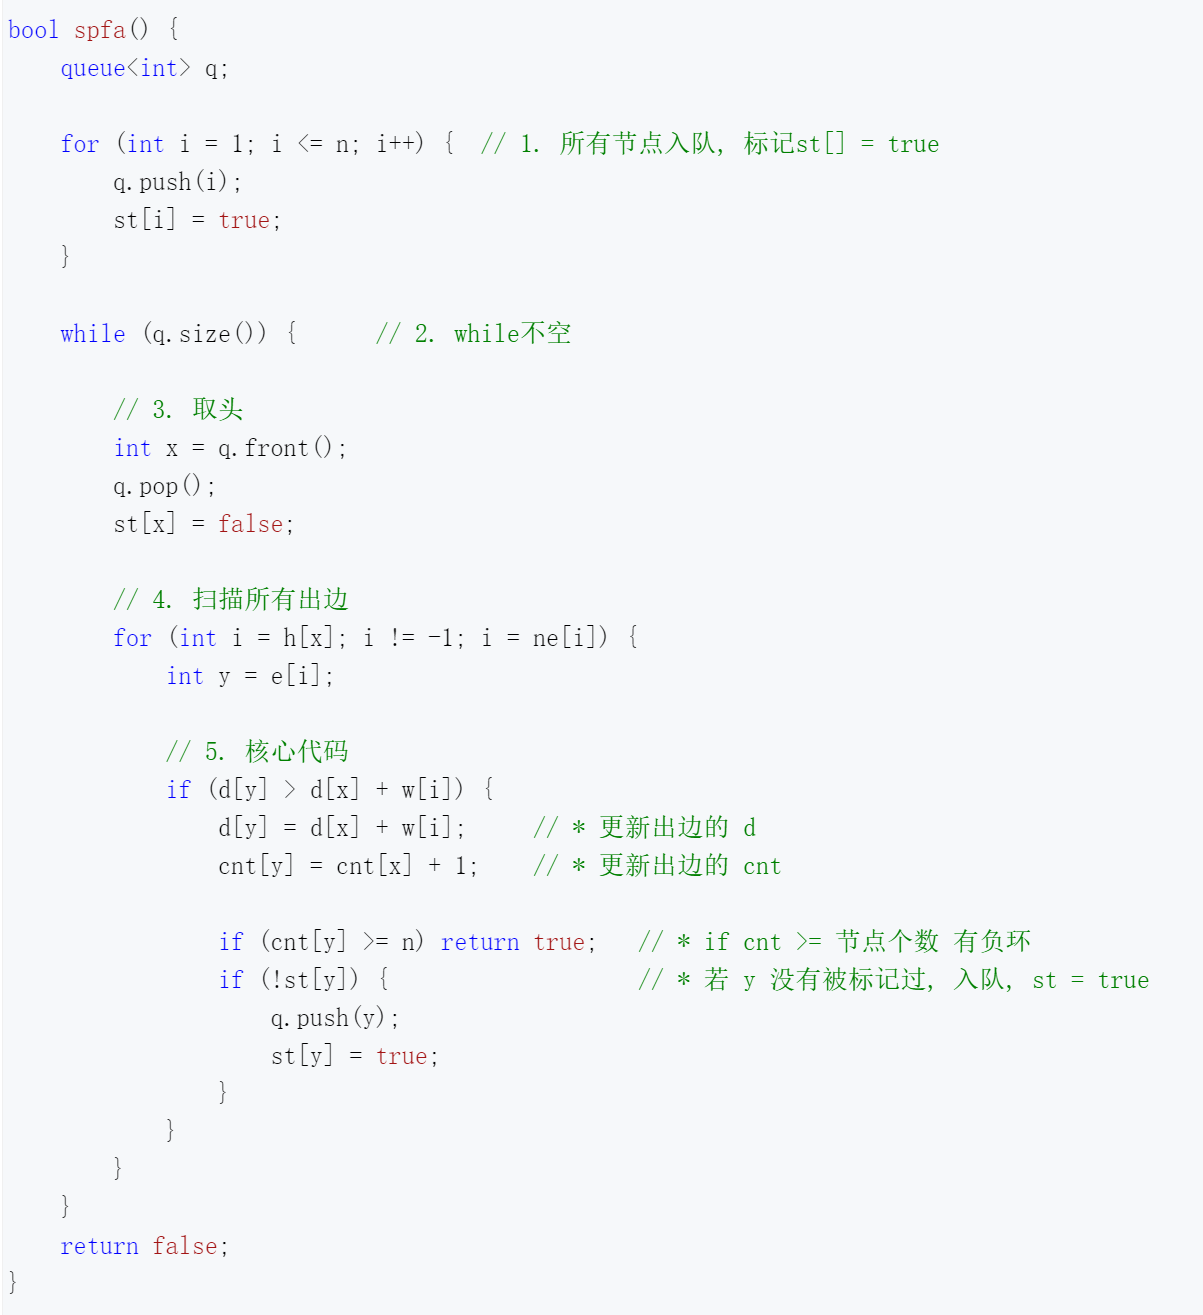 bool spfa() {
    queue<int> q;
    for (int i = 1; i <= n; i++) {  // 1. 所有节点入队, 标记st[] = true
        q.push(i);
        st[i] = true;
    }
    while (q.size()) {      // 2. while不空
        // 3. 取头
        int x = q.front();
        q.pop();
        st[x] = false;
        // 4. 扫描所有出边
        for (int i = h[x]; i != -1; i = ne[i]) {
            int y = e[i];
            // 5. 核心代码
            if (d[y] > d[x] + w[i]) {
                d[y] = d[x] + w[i];    // * 更新出边的 d
                cnt[y] = cnt[x] + 1;    // * 更新出边的 cnt
                if (cnt[y] >= n) return true;   // * if cnt >= 节点个数 有负环
                if (!st[y]) {                   // * 若 y 没有被标记过, 入队, st = true
                    q.push(y);
                    st[y] = true;
                }
            }
        }
    }
    return false;
}